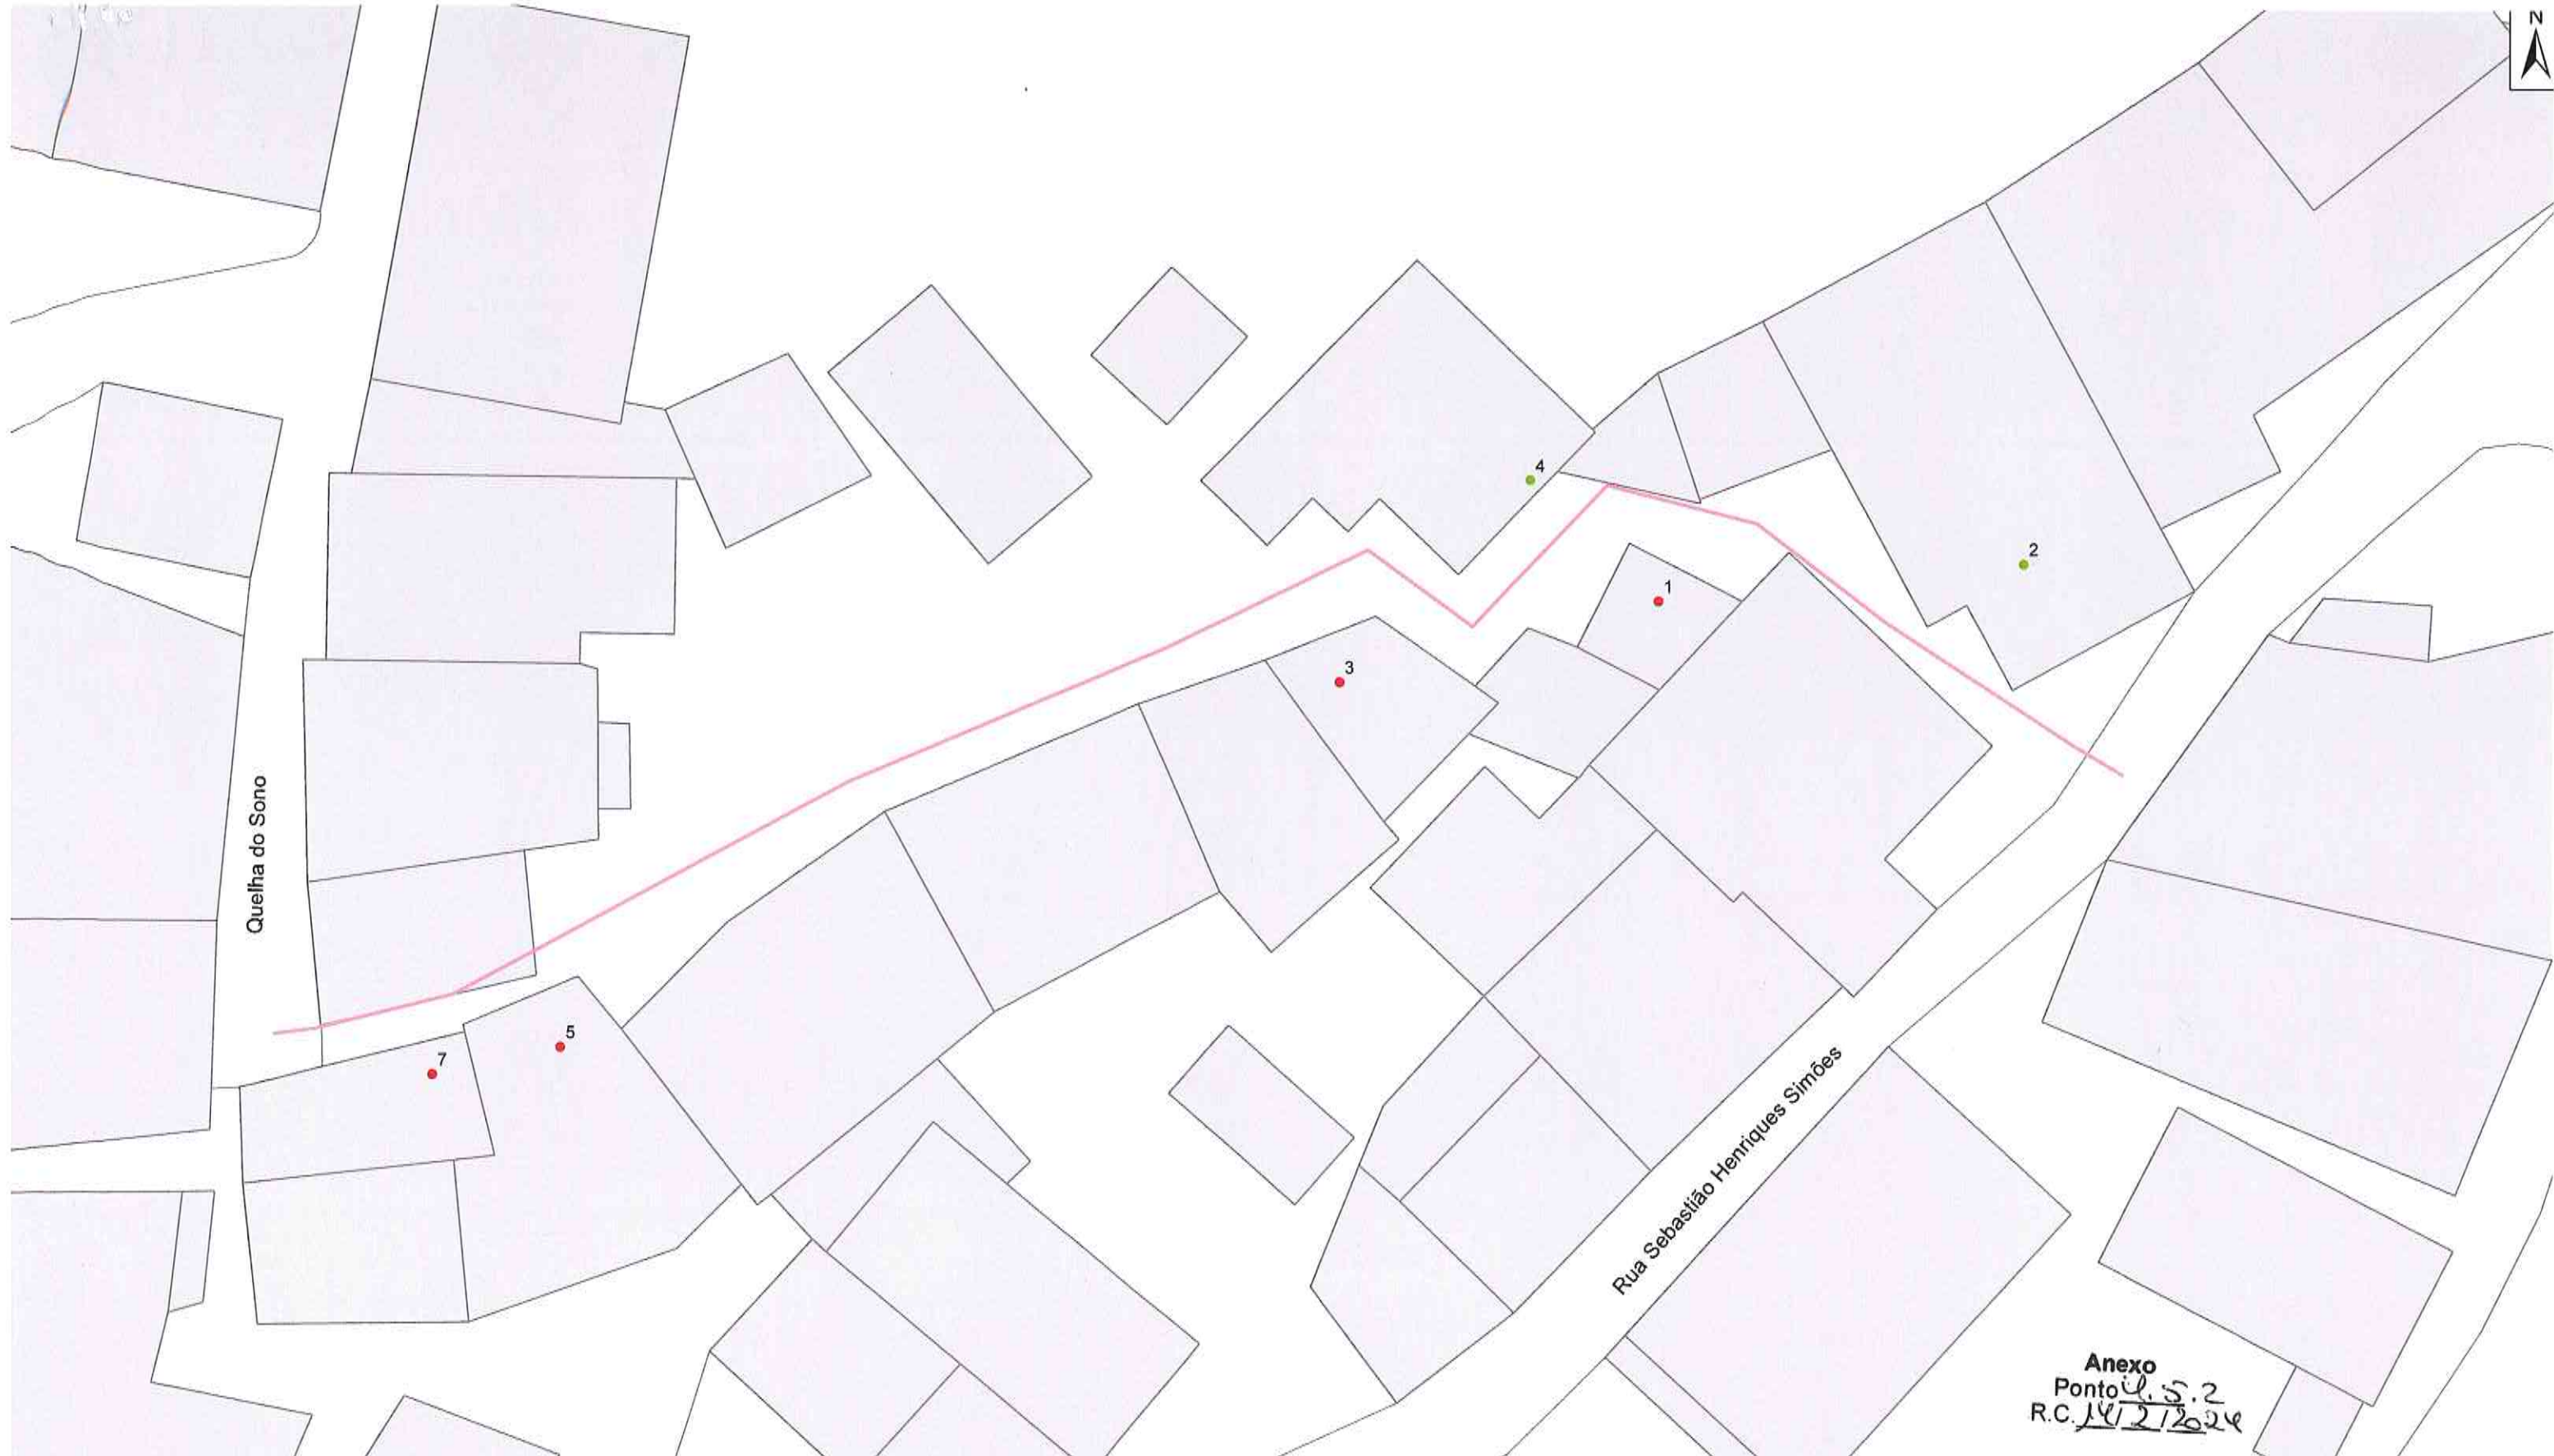 N
4
2
1
3
Quelha do Sono
5
7
Rua Sebastião Henriques Simões
Anexo
Ponto 4.5.2
R.C. 14/2/2024